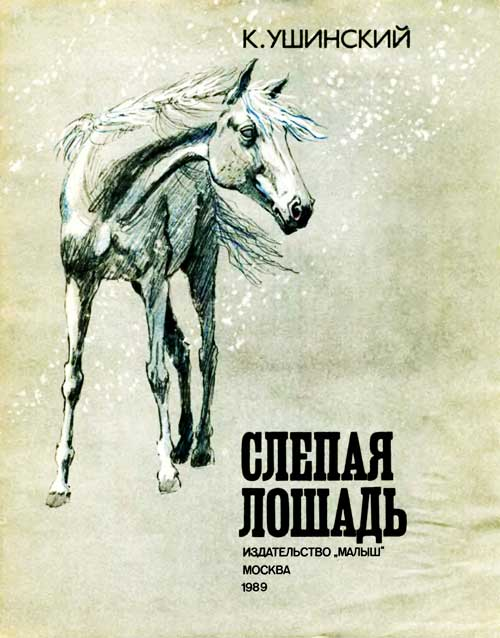 К. УШИНСКИЙ
СЛЕПАЯ
ЛОШАДЬ
ИЗДАТЕЛЬСТВО „МАЛЫШ"
МОСКВА
1989